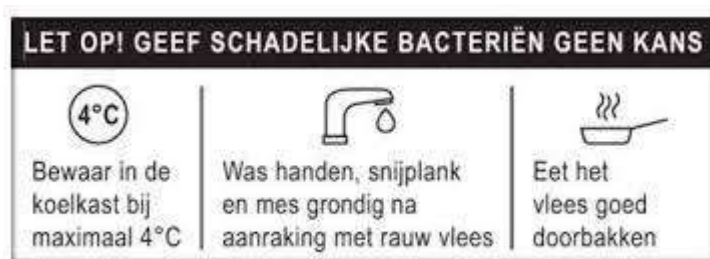 LET OP! GEEF SCHADELIJKE BACTERIËN GEEN KANS
4°C
Bewaar in de
koelkast bij
maximaal 4°C
Was handen, snijplank
en mes grondig na
aanraking met rauw vlees
Eet het
vlees goed
doorbakken